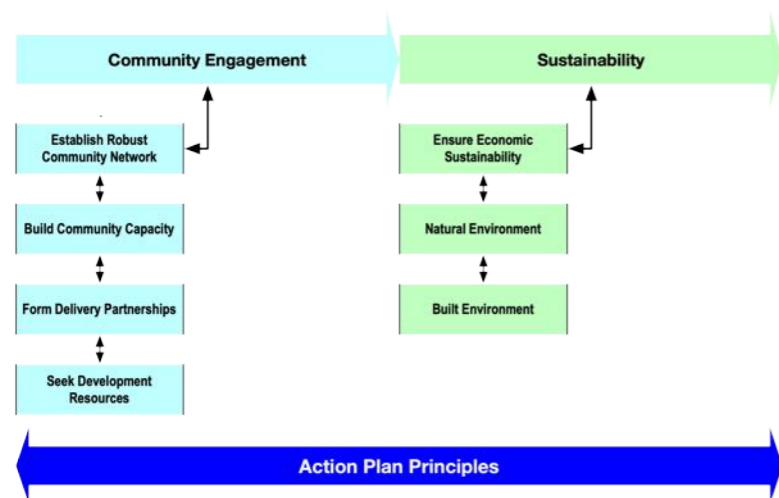 Community Engagement
Sustainability
Establish Robust
Community Network
Build Community Capacity
Form Delivery Partnerships
Seek Development
Resources
Ensure Economic
Sustainability
Natural Environment
Built Environment
Action Plan Principles